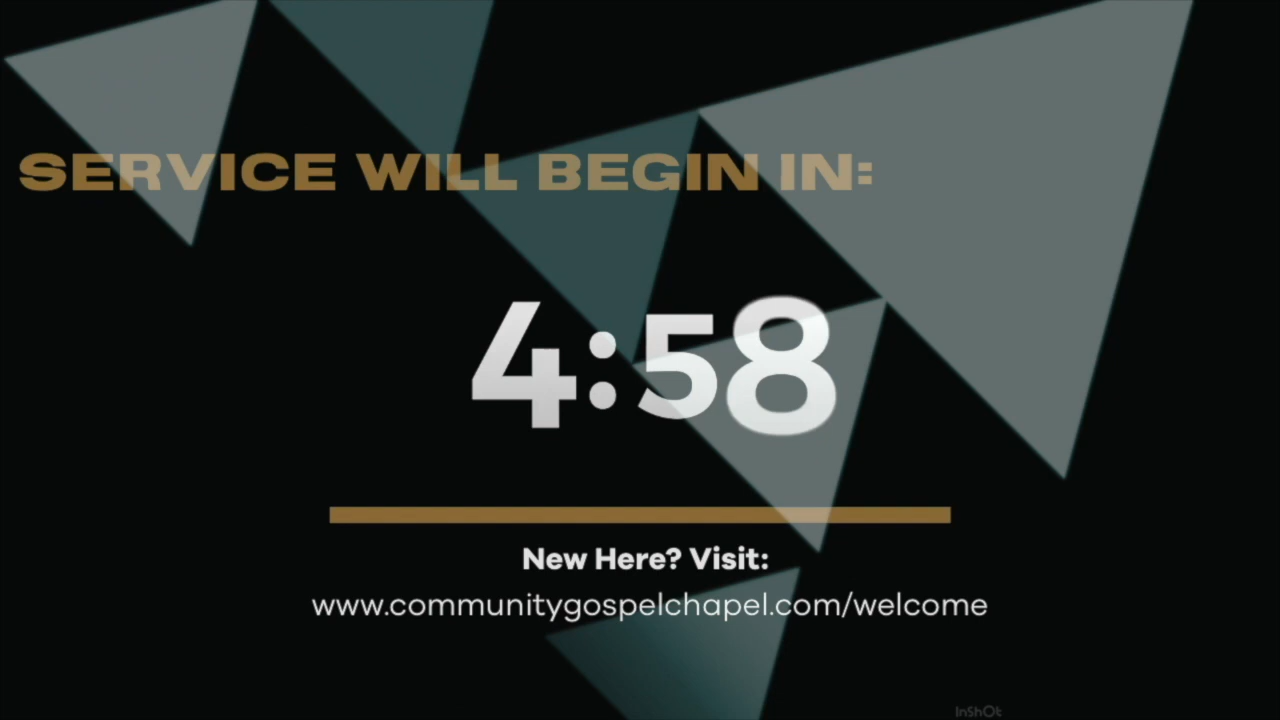 SERVICE WILL BEGIN IN:
4:58
New Here? Visit:
www.communitygospelchapel.com/welcome
InShOt